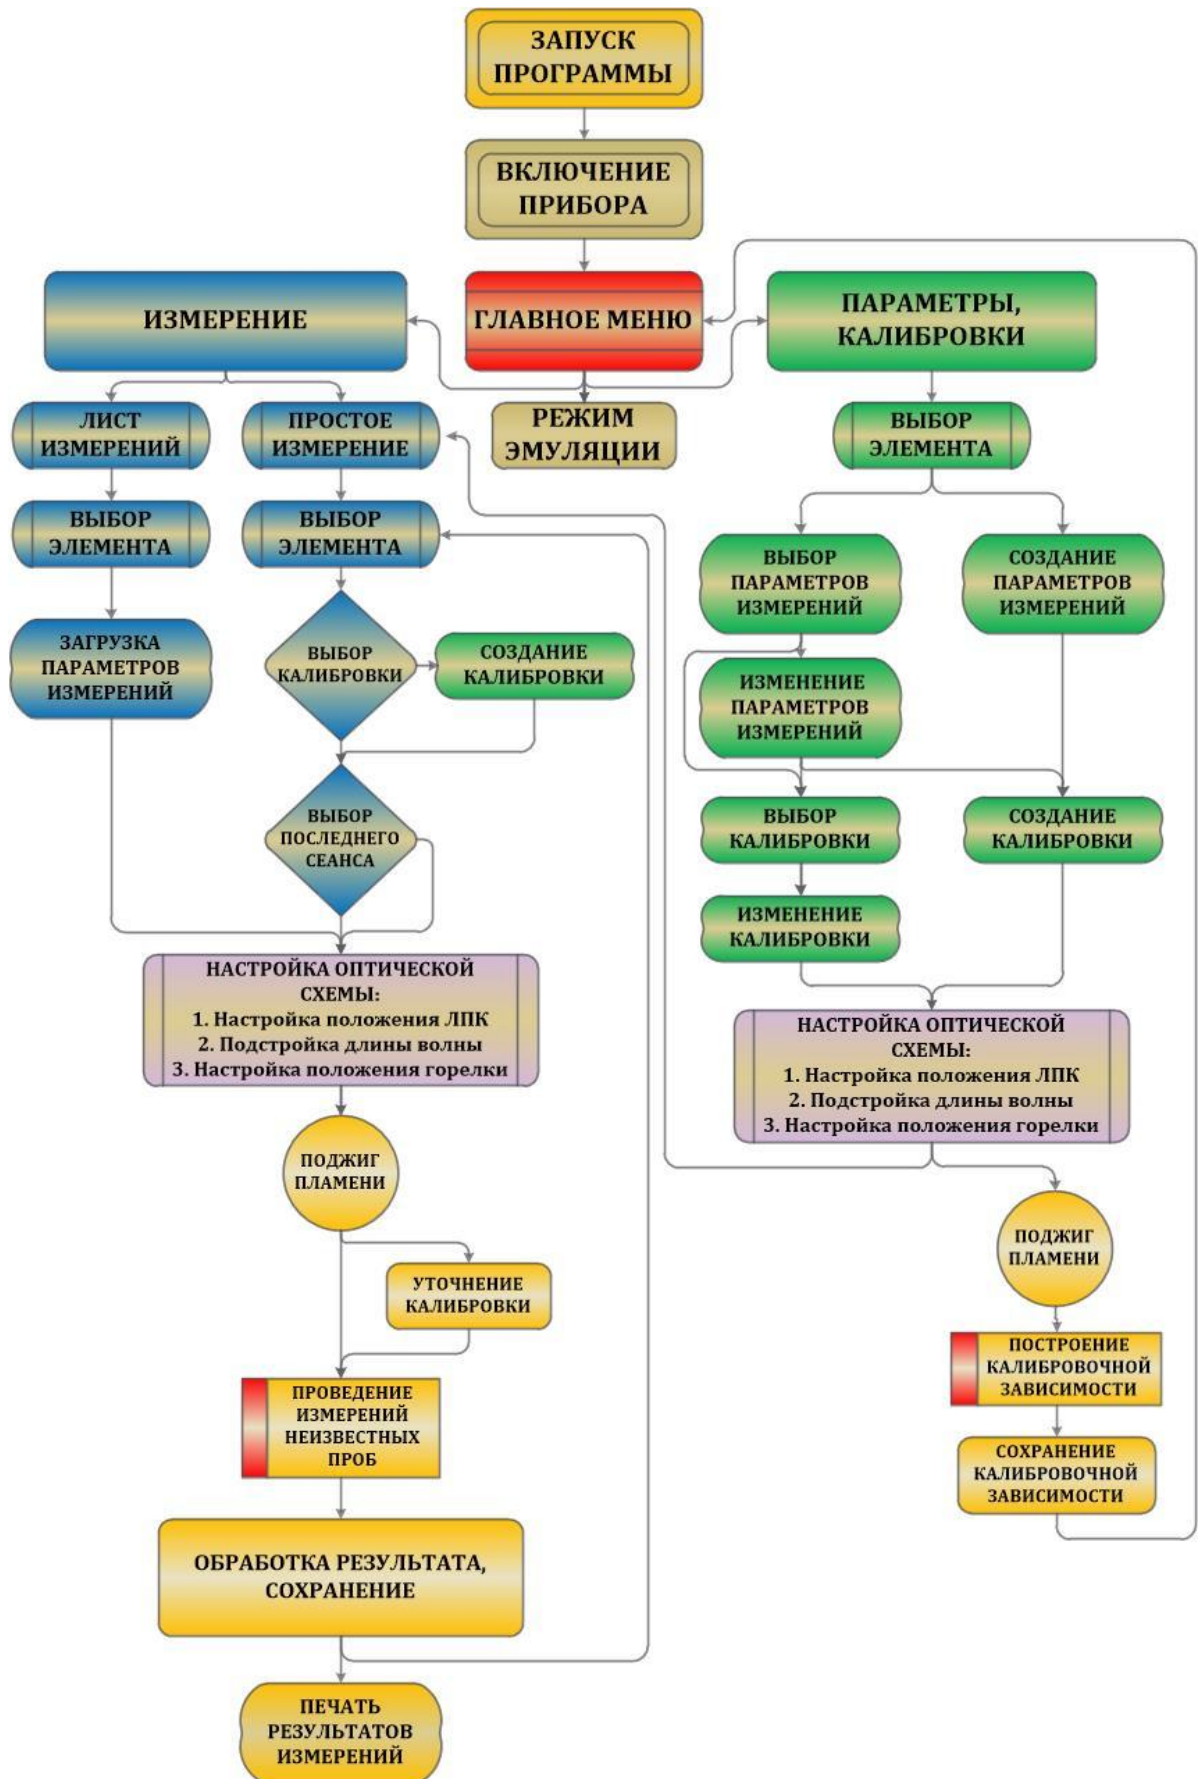 ЗАПУСК
ПРОГРАММЫ
ВКЛЮЧЕНИЕ
ПРИБОРА
ИЗМЕРЕНИЕ
ГЛАВНОЕ МЕНЮ
ПАРАМЕТРЫ,
КАЛИБРОВКИ
ЛИСТ
ИЗМЕРЕНИЙ
ПРОСТОЕ
ИЗМЕРЕНИЕ
РЕЖИМ
ЭМУЛЯЦИИ
ВЫБОР
ЭЛЕМЕНТА
ВЫБОР
ЭЛЕМЕНТА
ВЫБОР
ЭЛЕМЕНТА
ВЫБОР
ПАРАМЕТРОВ
ИЗМЕРЕНИЙ
СОЗДАНИЕ
ПАРАМЕТРОВ
ИЗМЕРЕНИЙ
ЗАГРУЗКА
ПАРАМЕТРОВ
ИЗМЕРЕНИЙ
ВЫБОР
КАЛИБРОВКИ
СОЗДАНИЕ
КАЛИБРОВКИ
ИЗМЕНЕНИЕ
ПАРАМЕТРОВ
ИЗМЕРЕНИЙ
ВЫБОР
ПОСЛЕДНЕГО
СЕАНСА
ВЫБОР
КАЛИБРОВКИ
СОЗДАНИЕ
КАЛИБРОВКИ
ИЗМЕНЕНИЕ
КАЛИБРОВКИ
НАСТРОЙКА ОПТИЧЕСКОЙ
СХЕМЫ:
1. Настройка положения ЛПК
2. Подстройка длины волны
3. Настройка положения горелки
НАСТРОЙКА ОПТИЧЕСКОЙ
СХЕМЫ:
1. Настройка положения ЛПК
2. Подстройка длины волны
3. Настройка положения горелки
ПОДЖИГ
ПЛАМЕНИ
ПОДЖИГ
ПЛАМЕНИ
УТОЧНЕНИЕ
КАЛИБРОВКИ
ПОСТРОЕНИЕ
КАЛИБРОВОЧНОЙ
ЗАВИСИМОСТИ
ПРОВЕДЕНИЕ
ИЗМЕРЕНИЙ
НЕИЗВЕСТНЫХ
ПРОБ
СОХРАНЕНИЕ
КАЛИБРОВОЧНОЙ
ЗАВИСИМОСТИ
ОБРАБОТКА РЕЗУЛЬТАТА,
СОХРАНЕНИЕ
ПЕЧАТЬ
РЕЗУЛЬТАТОВ
ИЗМЕРЕНИЙ